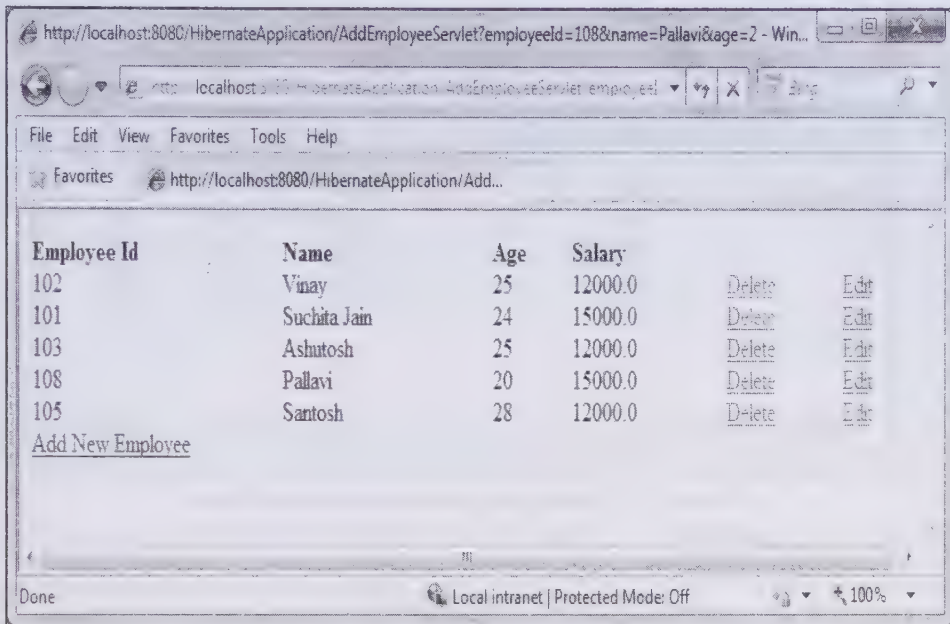 http://localhost:8080/HibernateApplication/AddEmployeeServlet?employeeId=108&name=Pallavi&age=2 - Win...
localhost
File Edit View Favorites Tools Help
Favorites http://localhost:8080/HibernateApplication/Add...
Employee Id Name Age Salary
102 Vinay 25 12000.0 Delete Edit
101 Suchita Jain 24 15000.0 Delete Edit
103 Ashutosh 25 12000.0 Delete Edit
108 Pallavi 20 15000.0 Delete Edit
105 Santosh 28 12000.0 Delete Edit
Add New Employee
Done Local intranet | Protected Mode: Off 100%